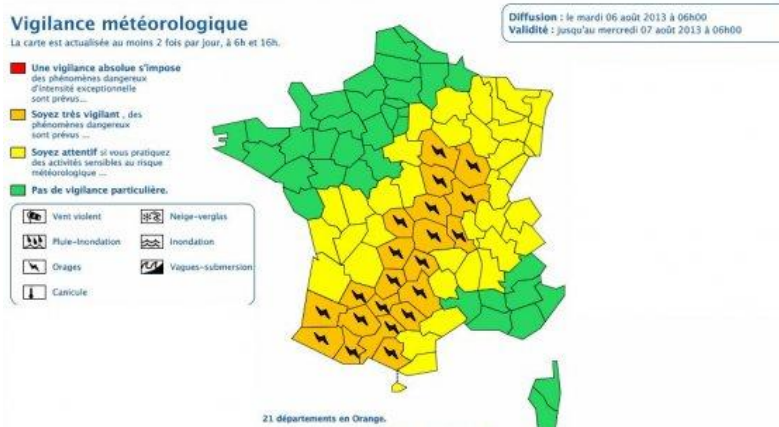 Vigilance météorologique
La carte est actualisée au moins 2 fois par jour, à 6h et 16h.
Diffusion : le mardi 06 août 2013 à 06h00
Validité : jusqu'au mercredi 07 août 2013 à 06h00
Une vigilance absolue s'impose
des phénomènes dangereux
d'intensité exceptionnelle
sont prévus...
Soyez très vigilant , des
phénomènes dangereux
sont prévus ...
Soyez attentif si vous pratiquez
des activités sensibles au risque
météorologique ...
Pas de vigilance particulière.
Vent violent
Neige-verglas
Pluie-Inondation
Inondation
Orages
Vagues-submersion
Canicule
21 départements en Orange.